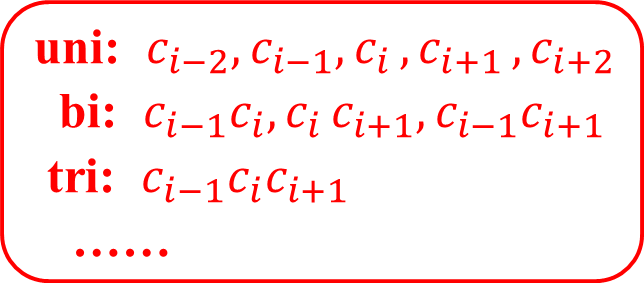 uni: c_{i-2}, c_{i-1}, c_i , c_{i+1} , c_{i+2}
bi: c_{i-1}c_i, c_i c_{i+1}, c_{i-1}c_{i+1}
tri: c_{i-1}c_ic_{i+1}
......